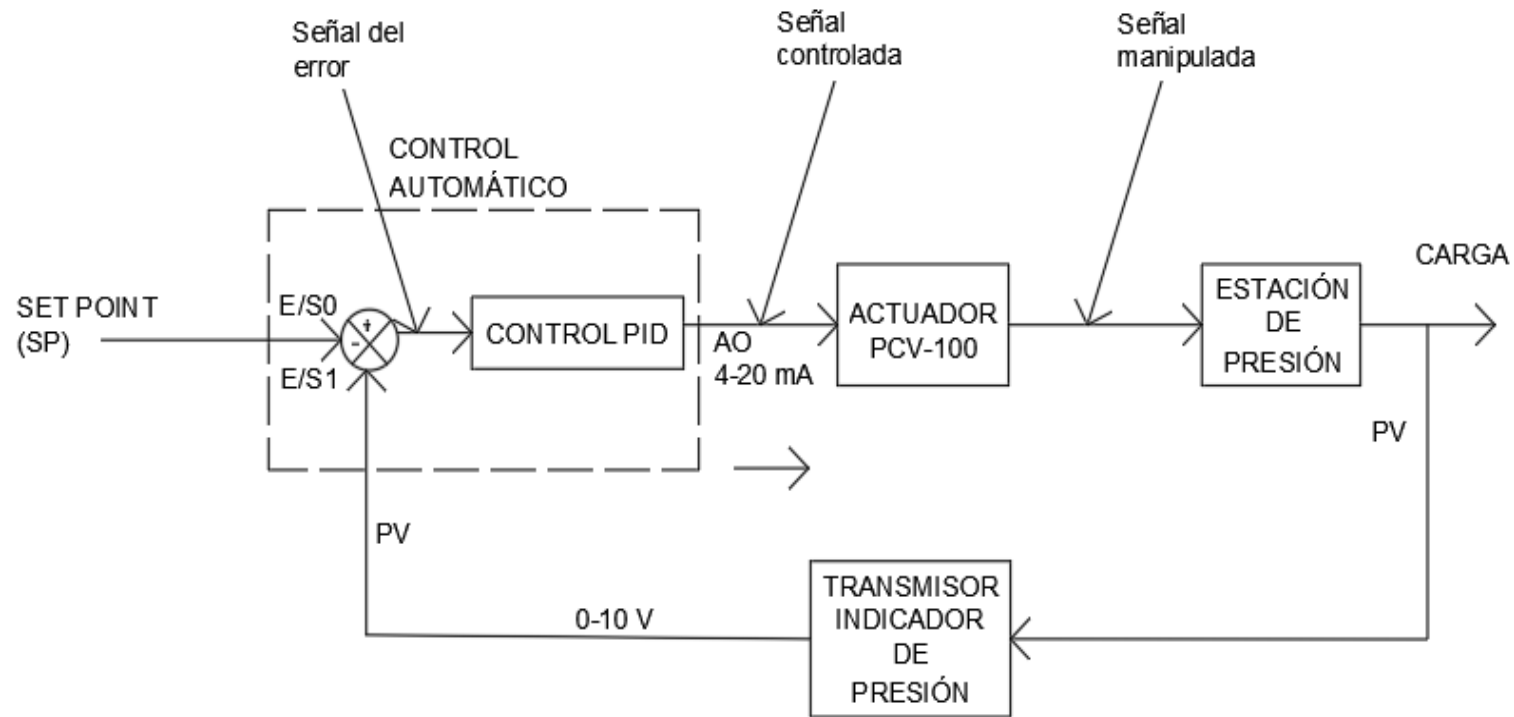 Señal del
error
Señal
controlada
Señal
manipulada
CONTROL
AUTOMÁTICO
SET POINT
(SP)
E/S0
+
-
E/S1
CONTROL PID
AO
4-20 mA
ACTUADOR
PCV-100
ESTACIÓN
DE
PRESIÓN
CARGA
PV
PV
0-10 V
TRANSMISOR
INDICADOR
DE
PRESIÓN